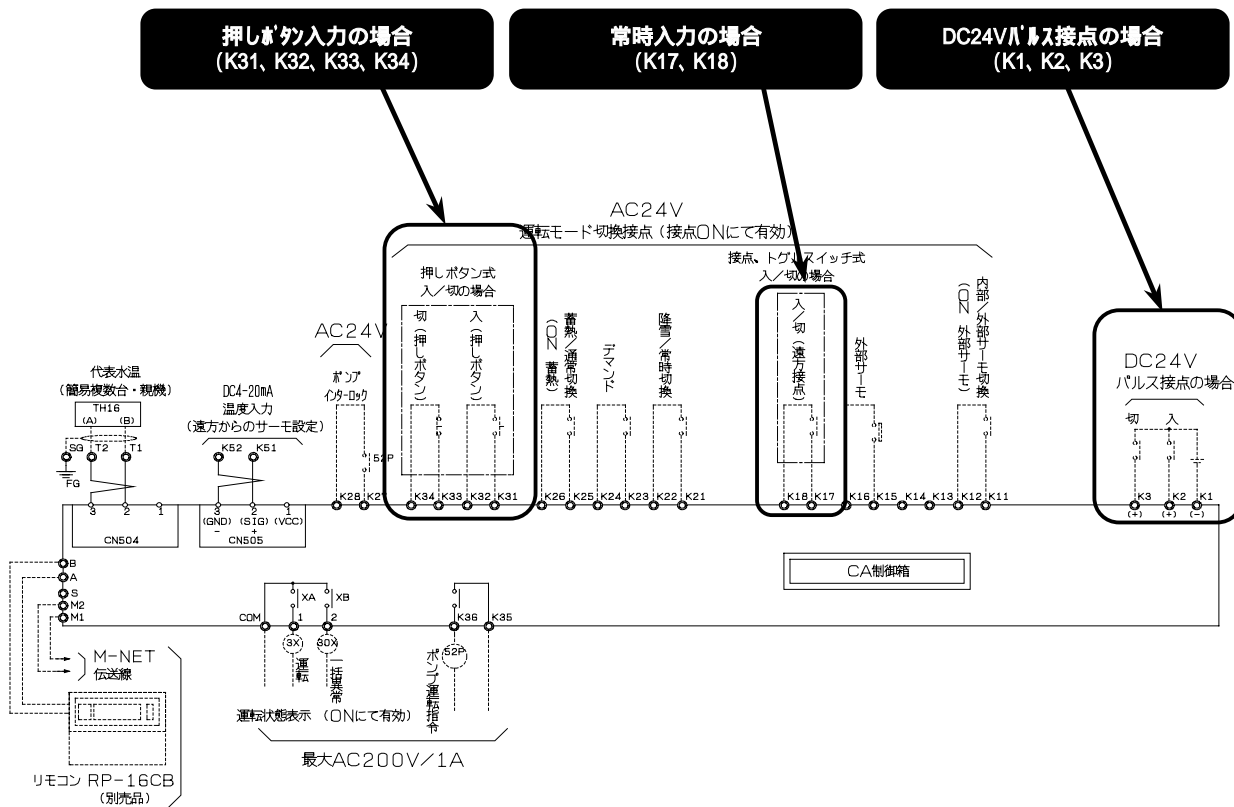 押しﾎﾞﾀﾝ入力の場合
(K31、K32、K33、K34)
常時入力の場合
(K17、K18)
DC24Vﾊﾟﾙｽ接点の場合
(K1、K2、K3)
AC24V
運転モード切換接点（接点ONにて有効）
押しボタン式
入／切の場合
接点、トグルスイッチ式
入／切の場合
切（押しボタン）
入（押しボタン）
蓄熱／通常切換
（ON 蓄熱）
デマンド
降雪／常時切換
入／切（遠方接点）
外部サーモ
内部／外部サーモ切換
（ON 外部サーモ）
AC24V
ポンプ
インターロック
52P
DC24V
パルス接点の場合
切
入
代表水温
（簡易複数台・親機）
TH16
(A)
(B)
SG
T2
T1
FG
DC4-20mA
温度入力
（遠方からのサーモ設定）
K52
K51
K28
K27
K34
K33
K32
K31
K26
K25
K24
K23
K22
K21
K18
K17
K16
K15
K14
K13
K12
K11
K3
K2
K1
(+)
(+)
(-)
3
2
1
CN504
3
2
1
(GND)
(SIG)
(VCC)
-
+
CN505
CA制御箱
B
A
S
M2
M1
COM
XA
1
XB
2
K36
K35
3X
30X
52P
運転
一括異常
ポンプ運転指令
運転状態表示　（ONにて有効）
最大AC200V／1A
M-NET
伝送線
リモコン RP-16CB
（別売品）